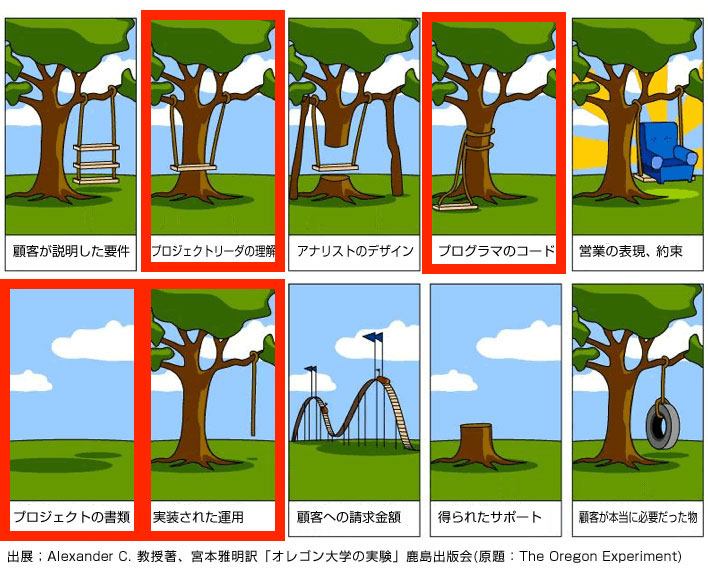 顧客が説明した要件
プロジェクトリーダの理解
アナリストのデザイン
プログラマのコード
営業の表現、約束
プロジェクトの書類
実装された運用
顧客への請求金額
得られたサポート
顧客が本当に必要だった物
出展；Alexander C. 教授著、宮本雅明訳「オレゴン大学の実験」鹿島出版会(原題：The Oregon Experiment)